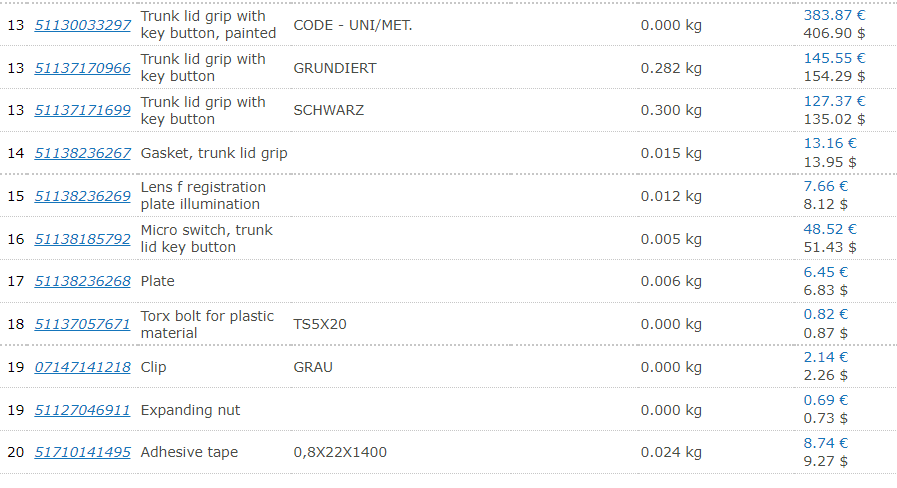 13 51130033297 Trunk lid grip with key button, painted CODE - UNI/MET. 0.000 kg 383.87 € 406.90 $
13 51137170966 Trunk lid grip with key button GRUNDIERT 0.282 kg 145.55 € 154.29 $
13 51137171699 Trunk lid grip with key button SCHWARZ 0.300 kg 127.37 € 135.02 $
14 51138236267 Gasket, trunk lid grip 0.015 kg 13.16 € 13.95 $
15 51138236269 Lens f registration plate illumination 0.012 kg 7.66 € 8.12 $
16 51138185792 Micro switch, trunk lid key button 0.005 kg 48.52 € 51.43 $
17 51138236268 Plate 0.006 kg 6.45 € 6.83 $
18 51137057671 Torx bolt for plastic material TS5X20 0.000 kg 0.82 € 0.87 $
19 07147141218 Clip GRAU 0.000 kg 2.14 € 2.26 $
19 51127046911 Expanding nut 0.000 kg 0.69 € 0.73 $
20 51710141495 Adhesive tape 0,8X22X1400 0.024 kg 8.74 € 9.27 $